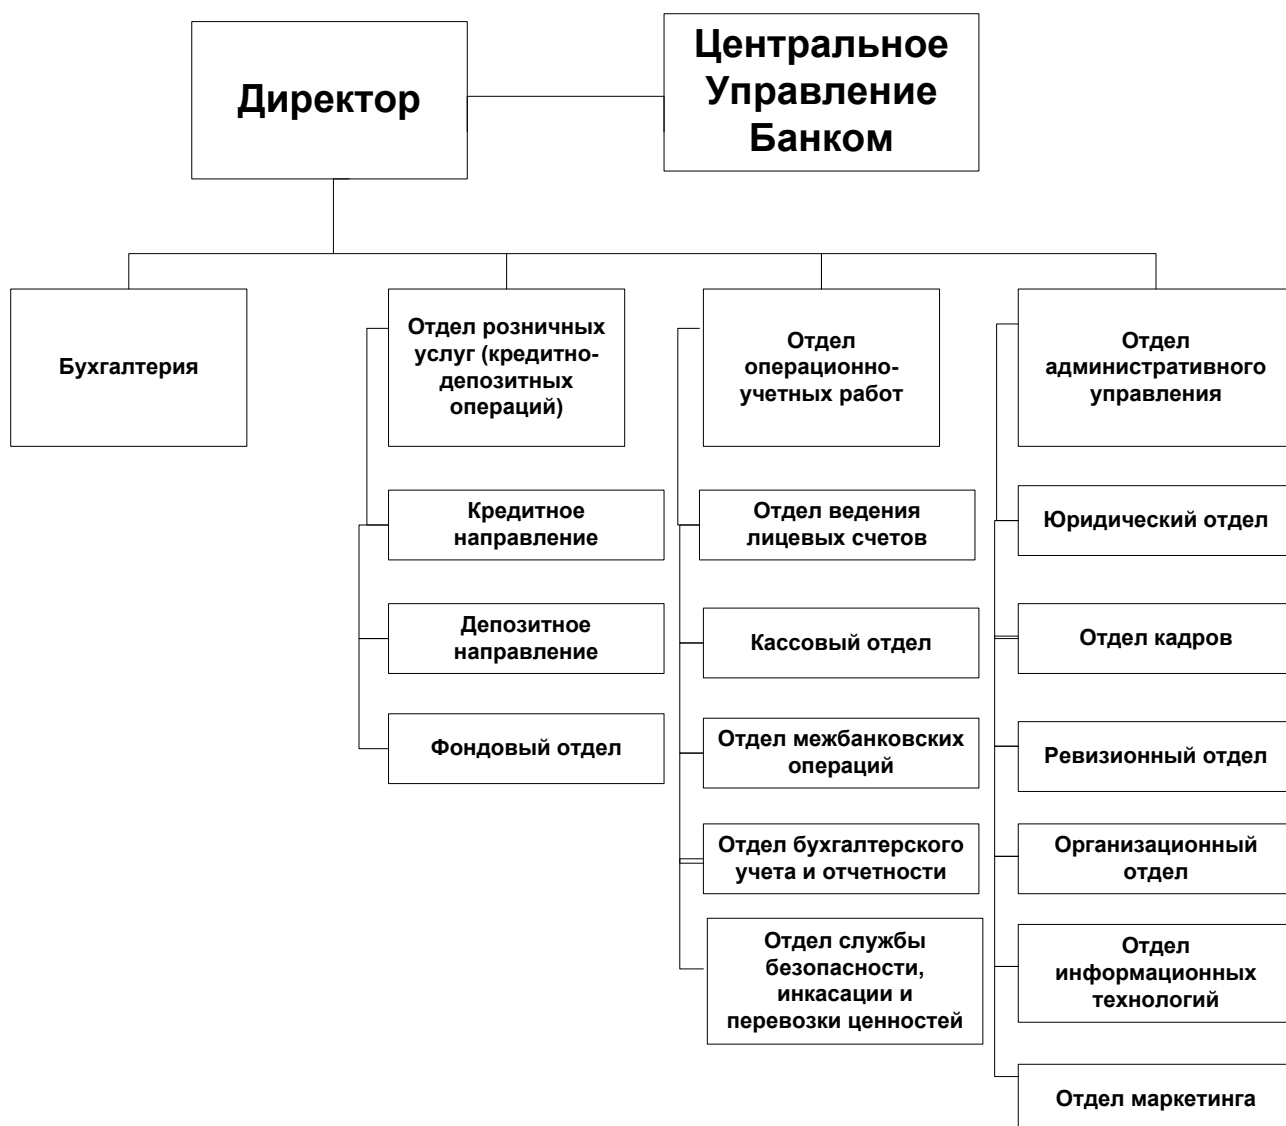 Директор
Центральное
Управление
Банком
Бухгалтерия
Отдел розничных
услуг (кредитно-
депозитных
операций)
Отдел
операционно-
учетных работ
Отдел
административного
управления
Кредитное
направление
Депозитное
направление
Фондовый отдел
Отдел ведения
лицевых счетов
Кассовый отдел
Отдел межбанковских
операций
Отдел бухгалтерского
учета и отчетности
Отдел службы
безопасности,
инкасации и
перевозки ценностей
Юридический отдел
Отдел кадров
Ревизионный отдел
Организационный
отдел
Отдел
информационных
технологий
Отдел маркетинга